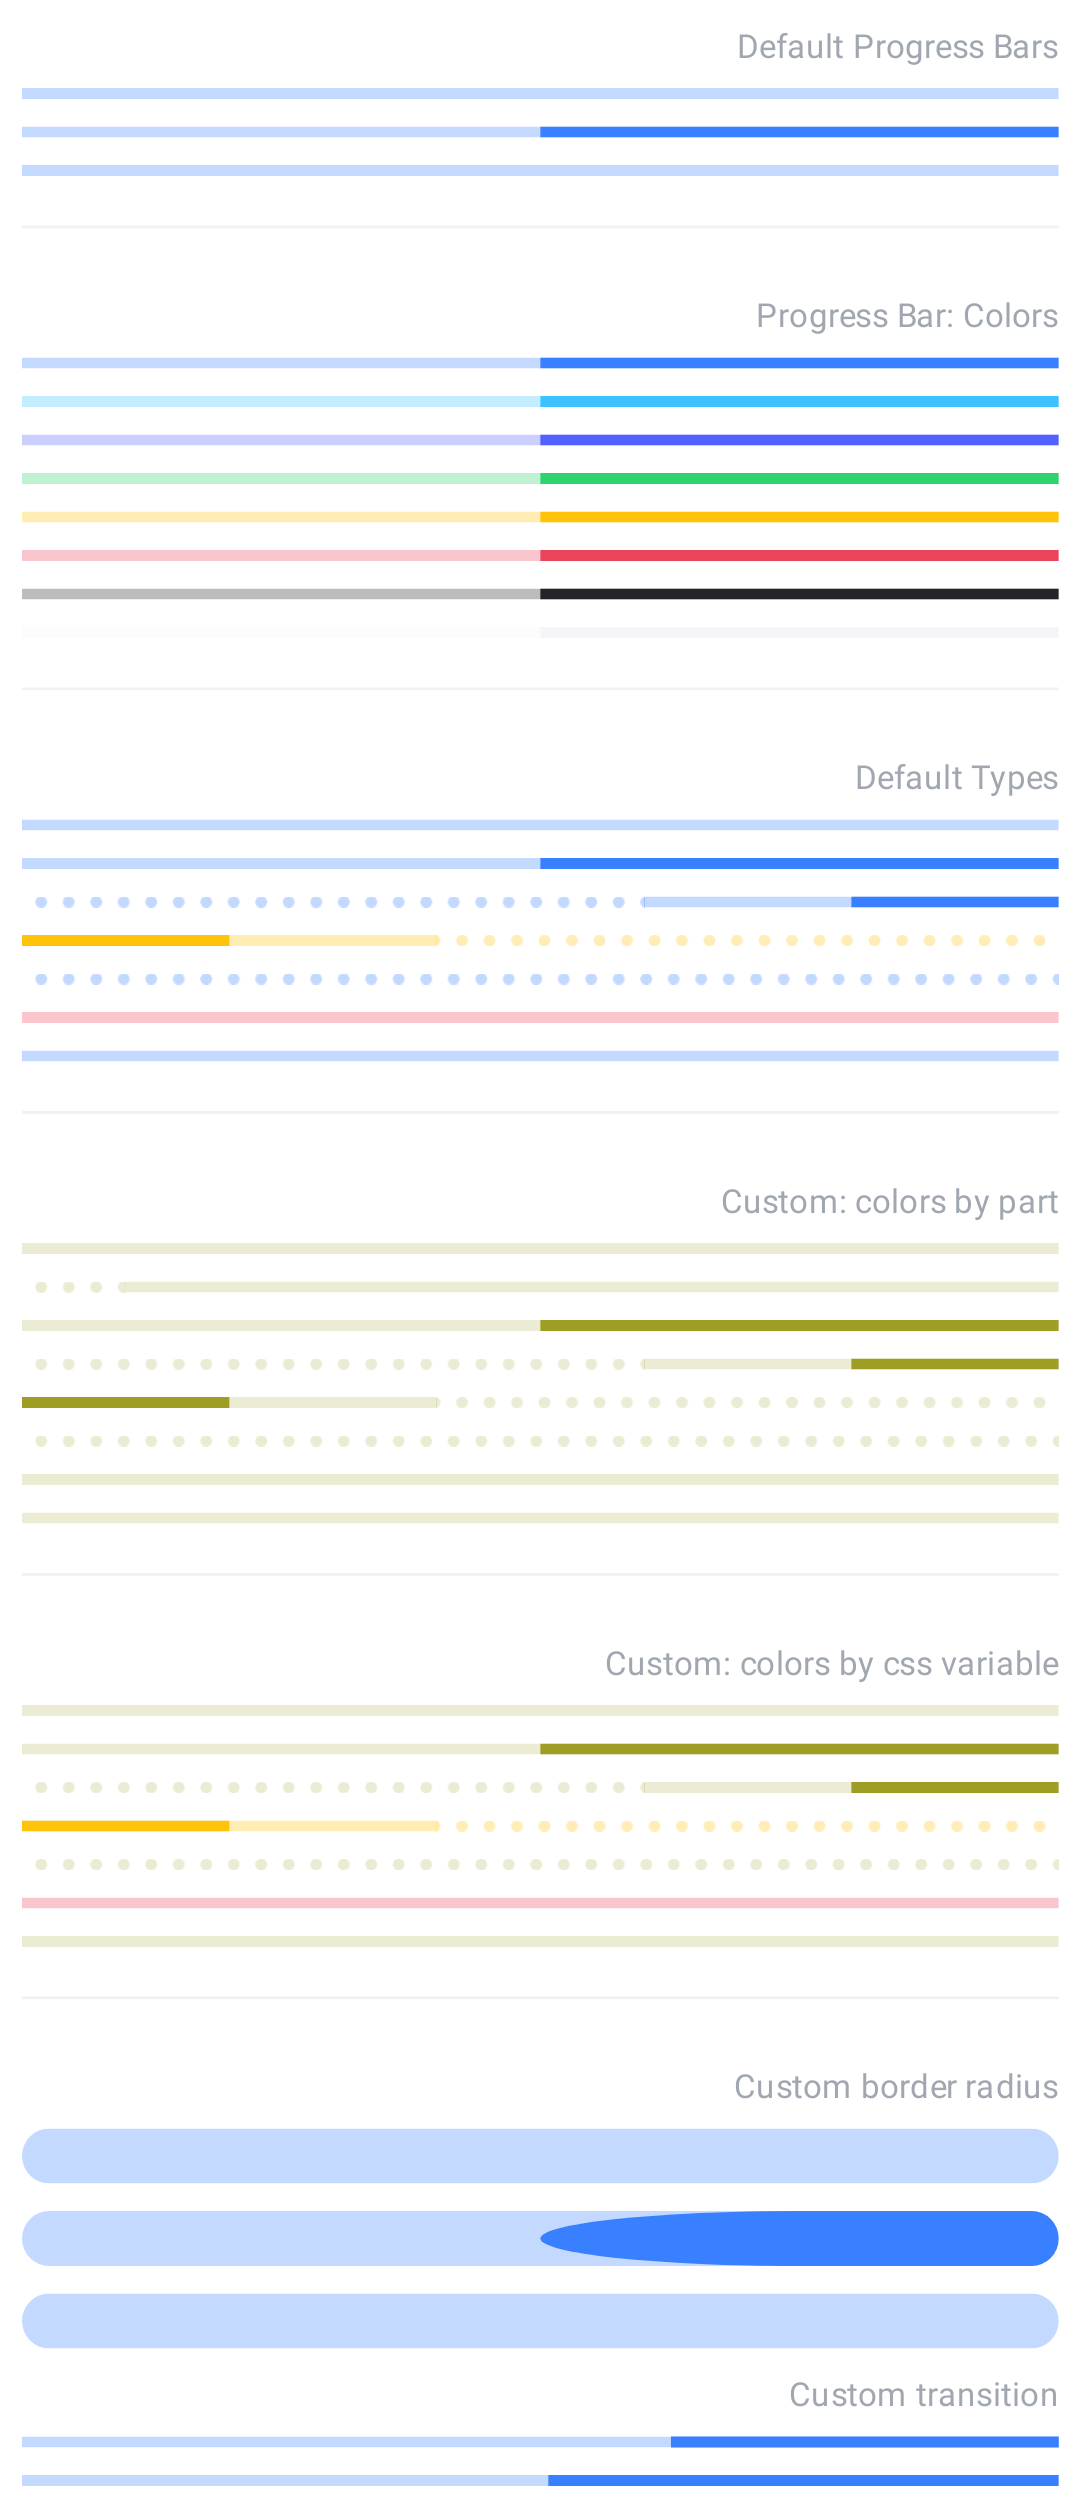 Default Progress Bars
Progress Bar: Colors
Default Types
Custom: colors by part
Custom: colors by css variable
Custom border radius
Custom transition